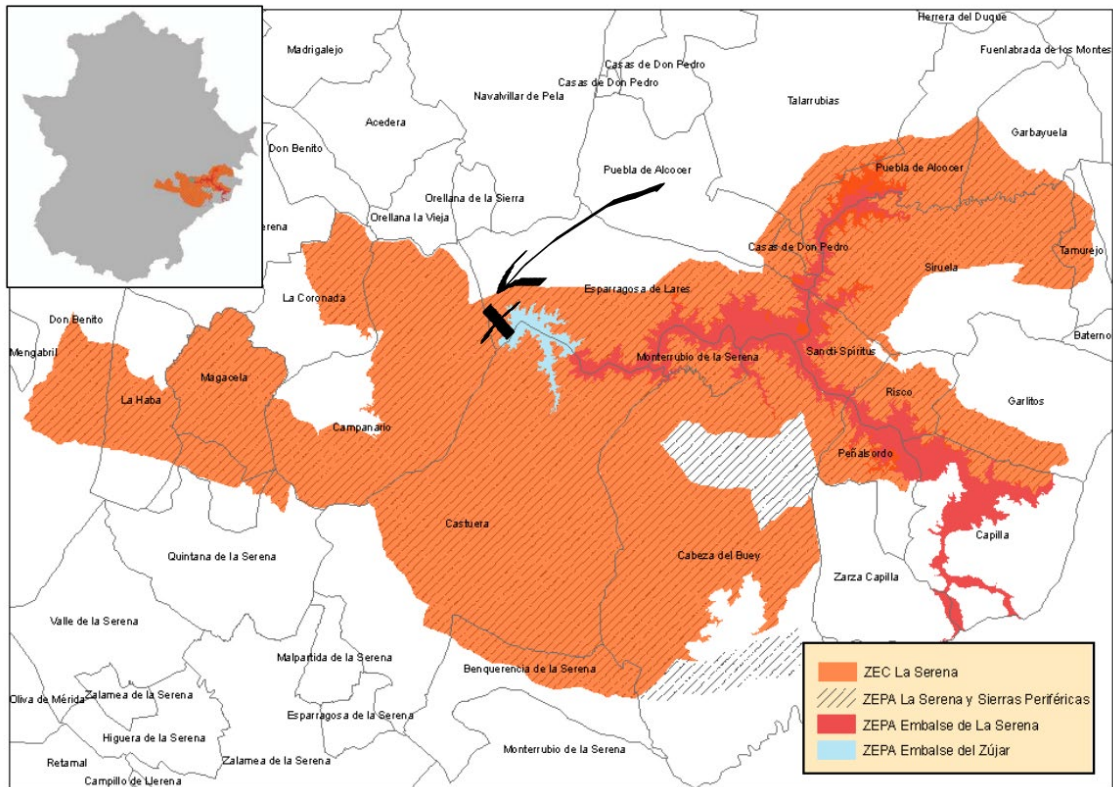 Herrera del Duque
Fuenlabrada de los Montes
Madrigalejo
Casas de Don Pedro
Casas de Don Pedro
Navalvillar de Pela
Talarrubias
Acedera
Garbayuela
Don Benito
Puebla de Alcocer
Puebla de Alcocer
Orellana de la Sierra
Orellana la Vieja
Casas de Don Pedro
Tamurejo
Siruela
Esparragosa de Lares
La Coronada
Don Benito
Baterno
Mengabril
Sancti-Spiritus
Monterrubio de la Serena
Magacela
Risco
La Haba
Garlitos
Campanario
Peñalsordo
Castuera
Capilla
Cabeza del Buey
Quintana de la Serena
Zarza Capilla
Valle de la Serena
Malpartida de la Serena
Benquerencia de la Serena
Oliva de Mérida
Zalamea de la Serena
Esparragosa de la Serena
Higuera de la Serena
Monterrubio de la Serena
Retamal
Zalamea de la Serena
Campillo de Llerena
ZEC La Serena
ZEPA La Serena y Sierras Periféricas
ZEPA Embalse de La Serena
ZEPA Embalse del Zújar